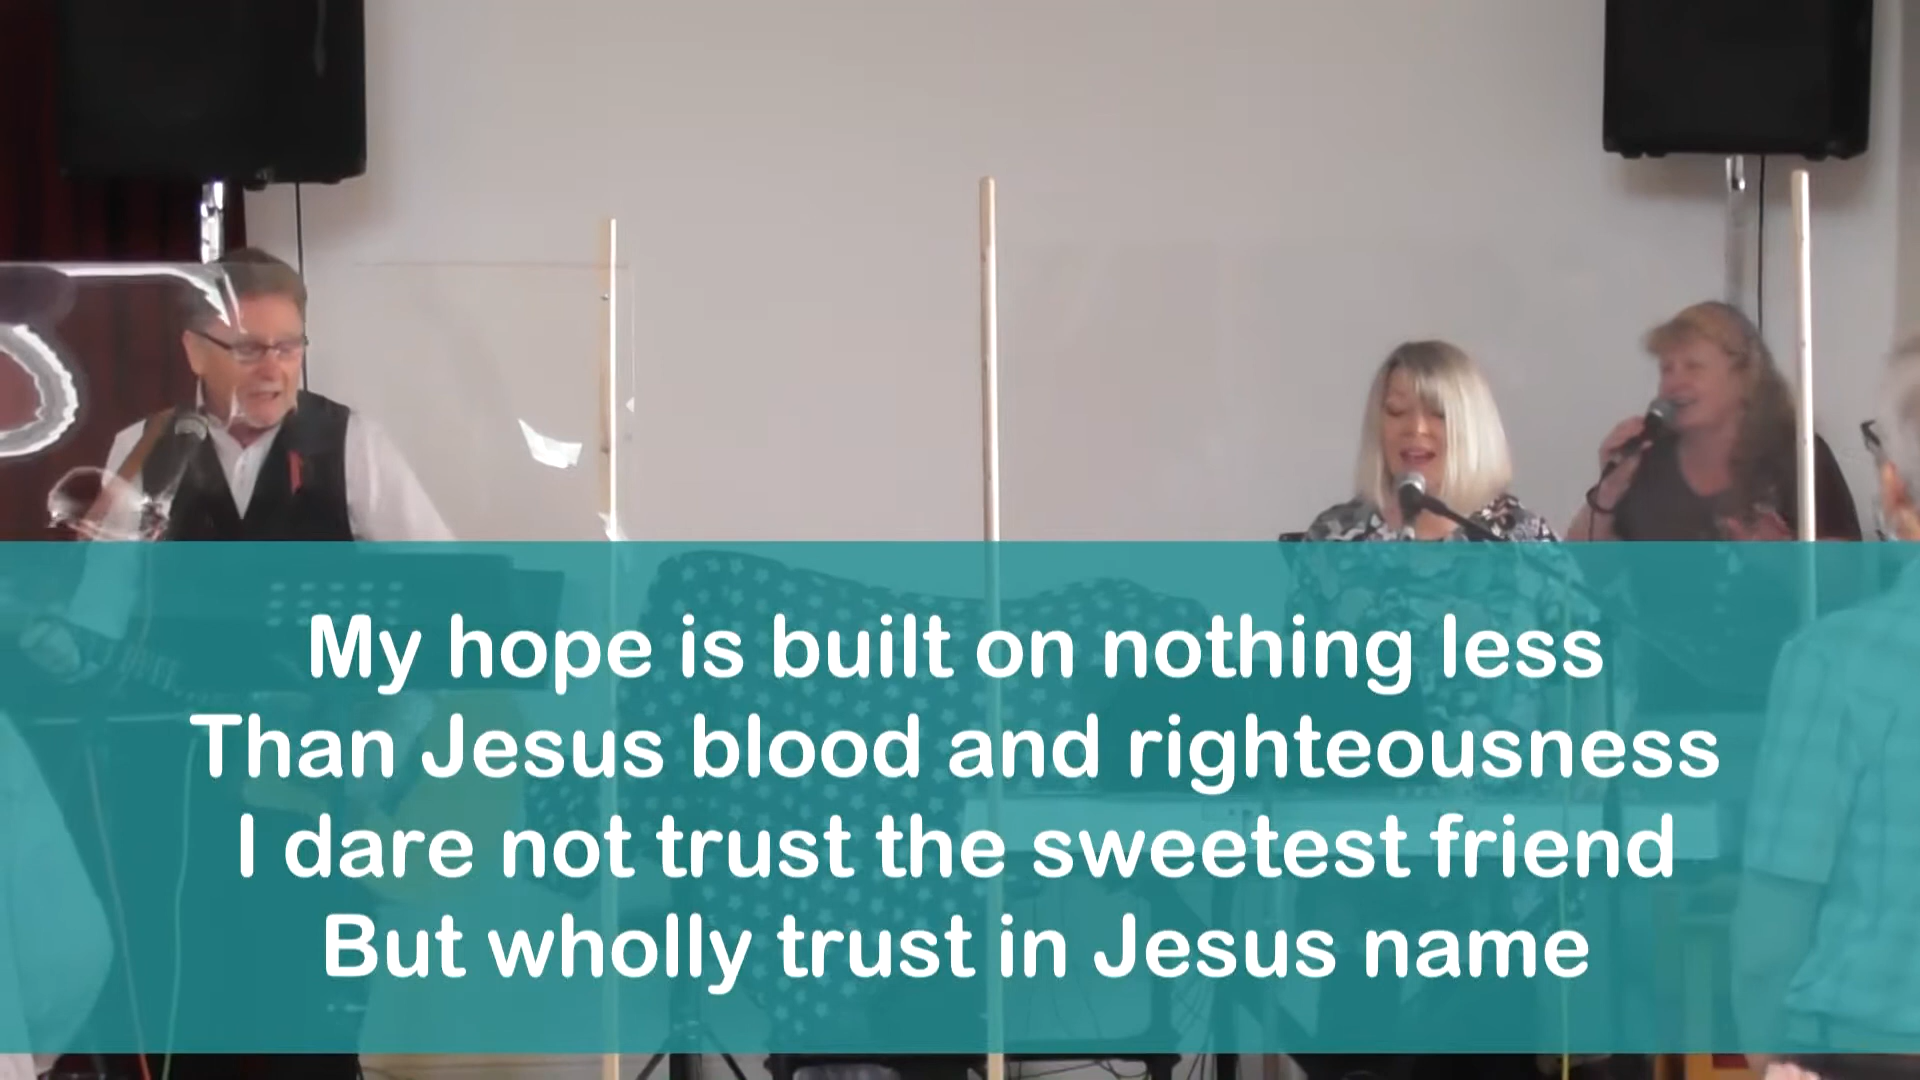 My hope is built on nothing less
Than Jesus blood and righteousness
I dare not trust the sweetest friend
But wholly trust in Jesus name